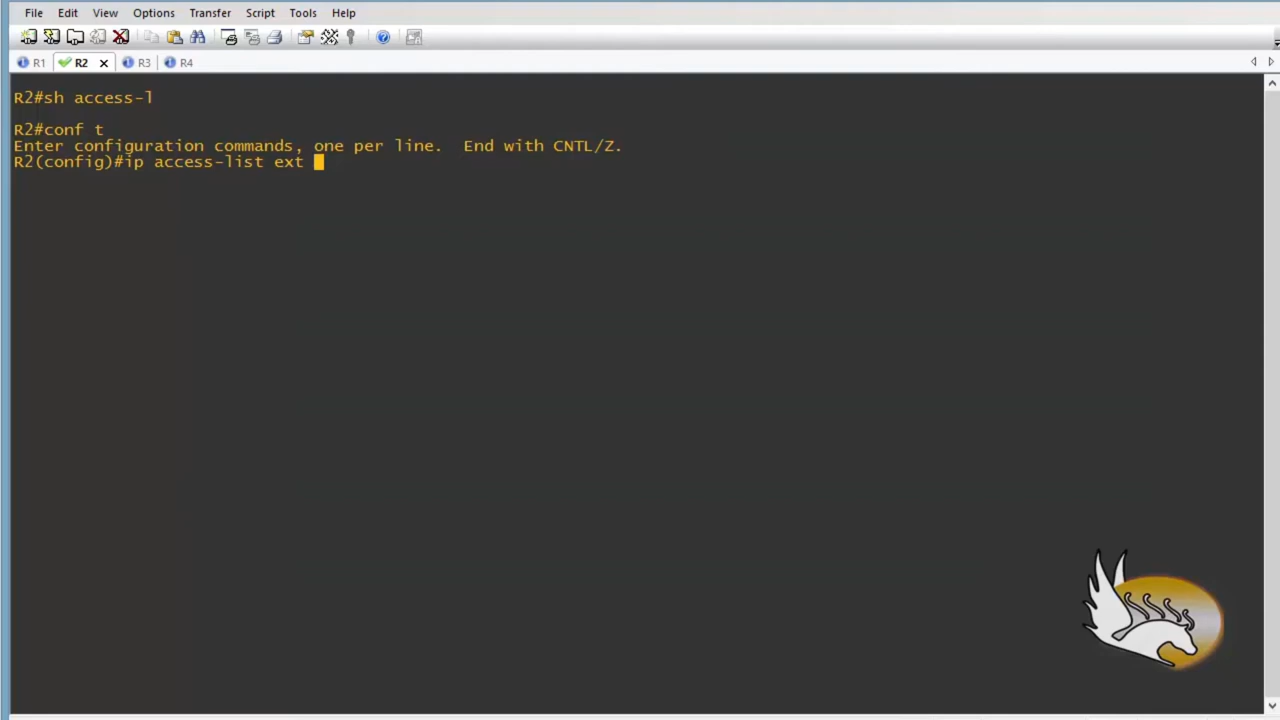 File Edit View Options Transfer Script Tools Help
R1 R2 R3 R4
R2#sh access-l
R2#conf t
Enter configuration commands, one per line.  End with CNTL/Z.
R2(config)#ip access-list ext